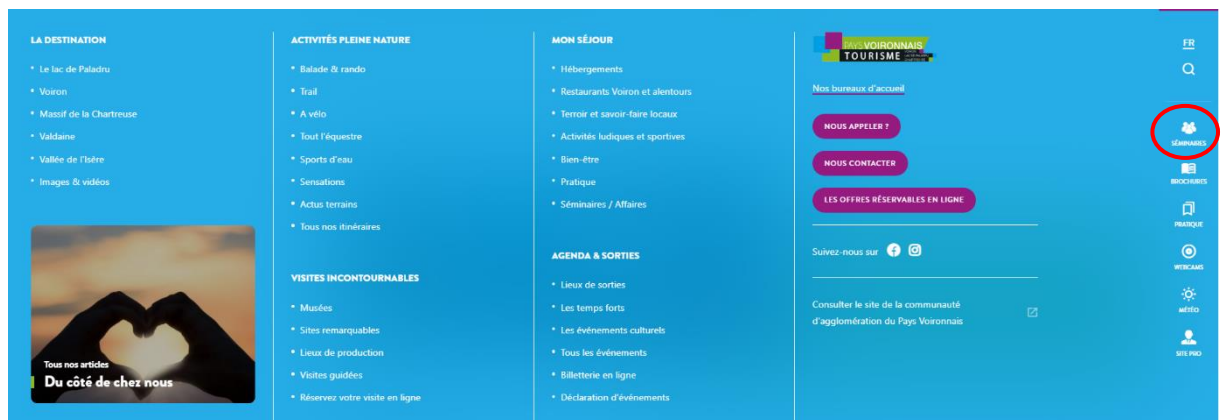 LA DESTINATION
• Le lac de Paladru
• Voiron
• Massif de la Chartreuse
• Valdaine
• Vallée de l'Isère
• Images & vidéos
Tous nos articles
Du côté de chez nous
ACTIVITÉS PLEINE NATURE
• Balade & rando
• Trail
• A vélo
• Tout l'équestre
• Sports d'eau
• Sensations
• Actus terrains
• Tous nos itinéraires
VISITES INCONTOURNABLES
• Musées
• Sites remarquables
• Lieux de production
• Visites guidées
• Réservez votre visite en ligne
MON SÉJOUR
• Hébergements
• Restaurants Voiron et alentours
• Terroir et savoir-faire locaux
• Activités ludiques et sportives
• Bien-être
• Pratique
• Séminaires / Affaires
AGENDA & SORTIES
• Lieux de sorties
• Les temps forts
• Les événements culturels
• Tous les événements
• Billetterie en ligne
• Déclaration d'événements
PAYS VOIRONNAIS
TOURISME
Nos bureaux d'accueil
NOUS APPELER ?
NOUS CONTACTER
LES OFFRES RÉSERVABLES EN LIGNE
Suivez-nous sur
Consulter le site de la communauté
d'agglomération du Pays Voironnais
FR
SÉMINAIRES
BROCHURES
PRATIQUE
WEBCAMS
MÉTÉO
SITE PRO